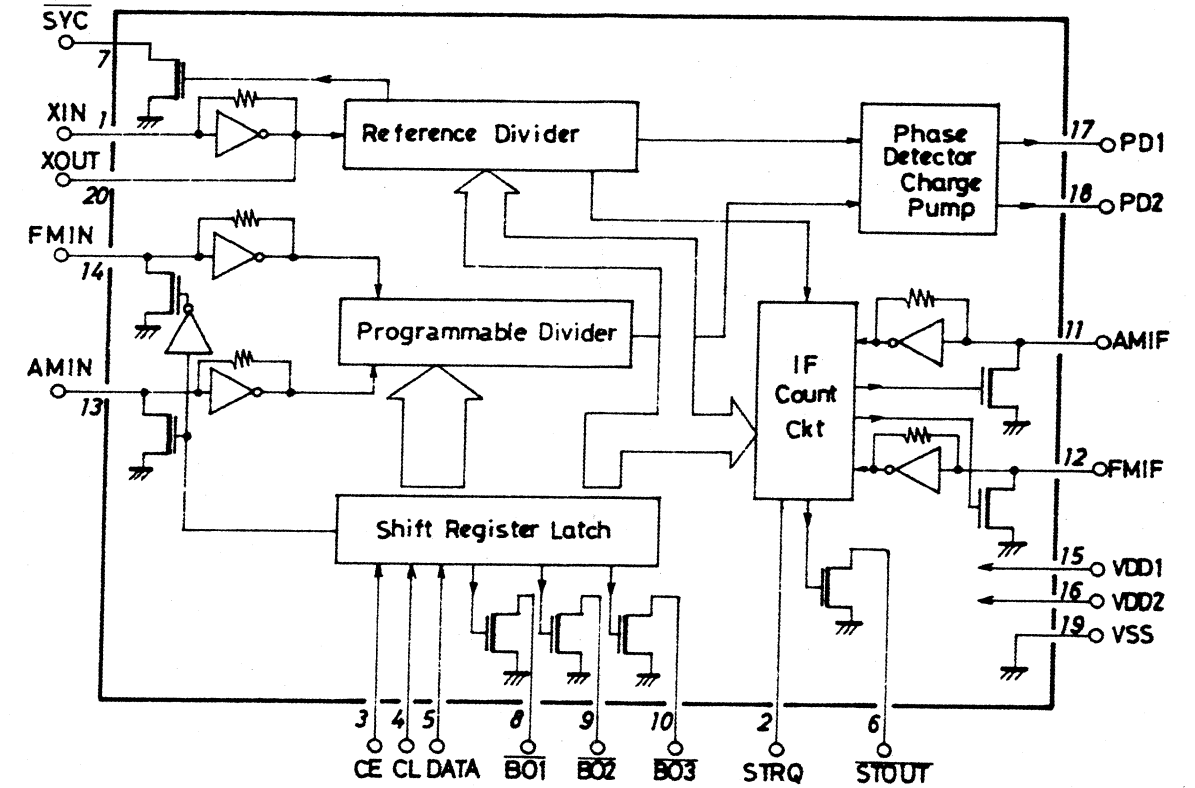 SYC
7
XIN
1
XOUT
20
FMIN
14
AMIN
13
Reference Divider
Phase
Detector
Charge
Pump
17
PD1
18
PD2
Programmable Divider
IF
Count
Ckt
11
AMIF
12
FMIF
Shift Register Latch
15
VDD1
16
VDD2
19
VSS
3
4
5
8
9
10
2
6
CE
CL
DATA
BO1
BO2
BO3
STRQ
STOUT